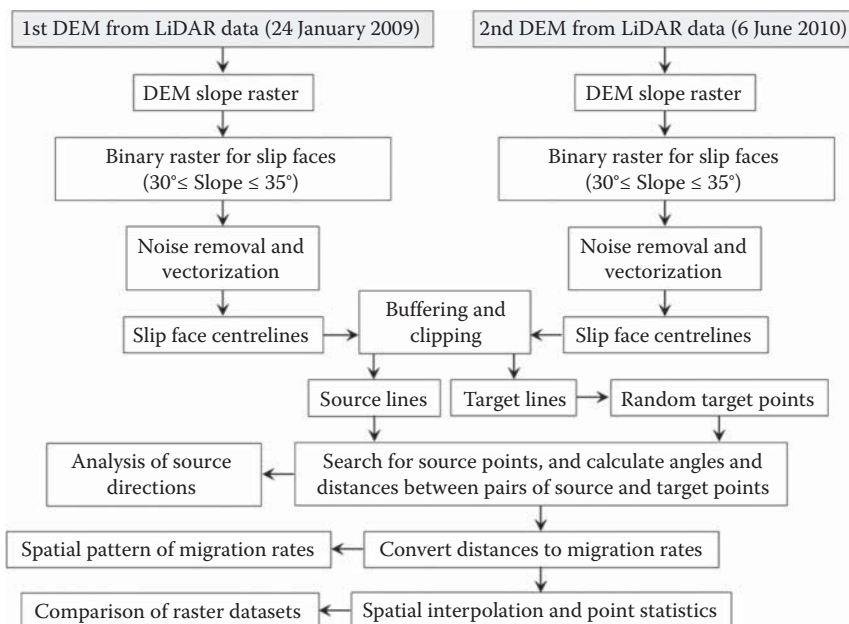 1st DEM from LiDAR data (24 January 2009)
2nd DEM from LiDAR data (6 June 2010)
DEM slope raster
DEM slope raster
Binary raster for slip faces
(30°≤ Slope ≤ 35°)
Binary raster for slip faces
(30°≤ Slope ≤ 35°)
Noise removal and
vectorization
Noise removal and
vectorization
Slip face centrelines
Buffering and
clipping
Slip face centrelines
Source lines
Target lines
Random target points
Analysis of source
directions
Search for source points, and calculate angles and
distances between pairs of source and target points
Spatial pattern of migration rates
Convert distances to migration rates
Comparison of raster datasets
Spatial interpolation and point statistics